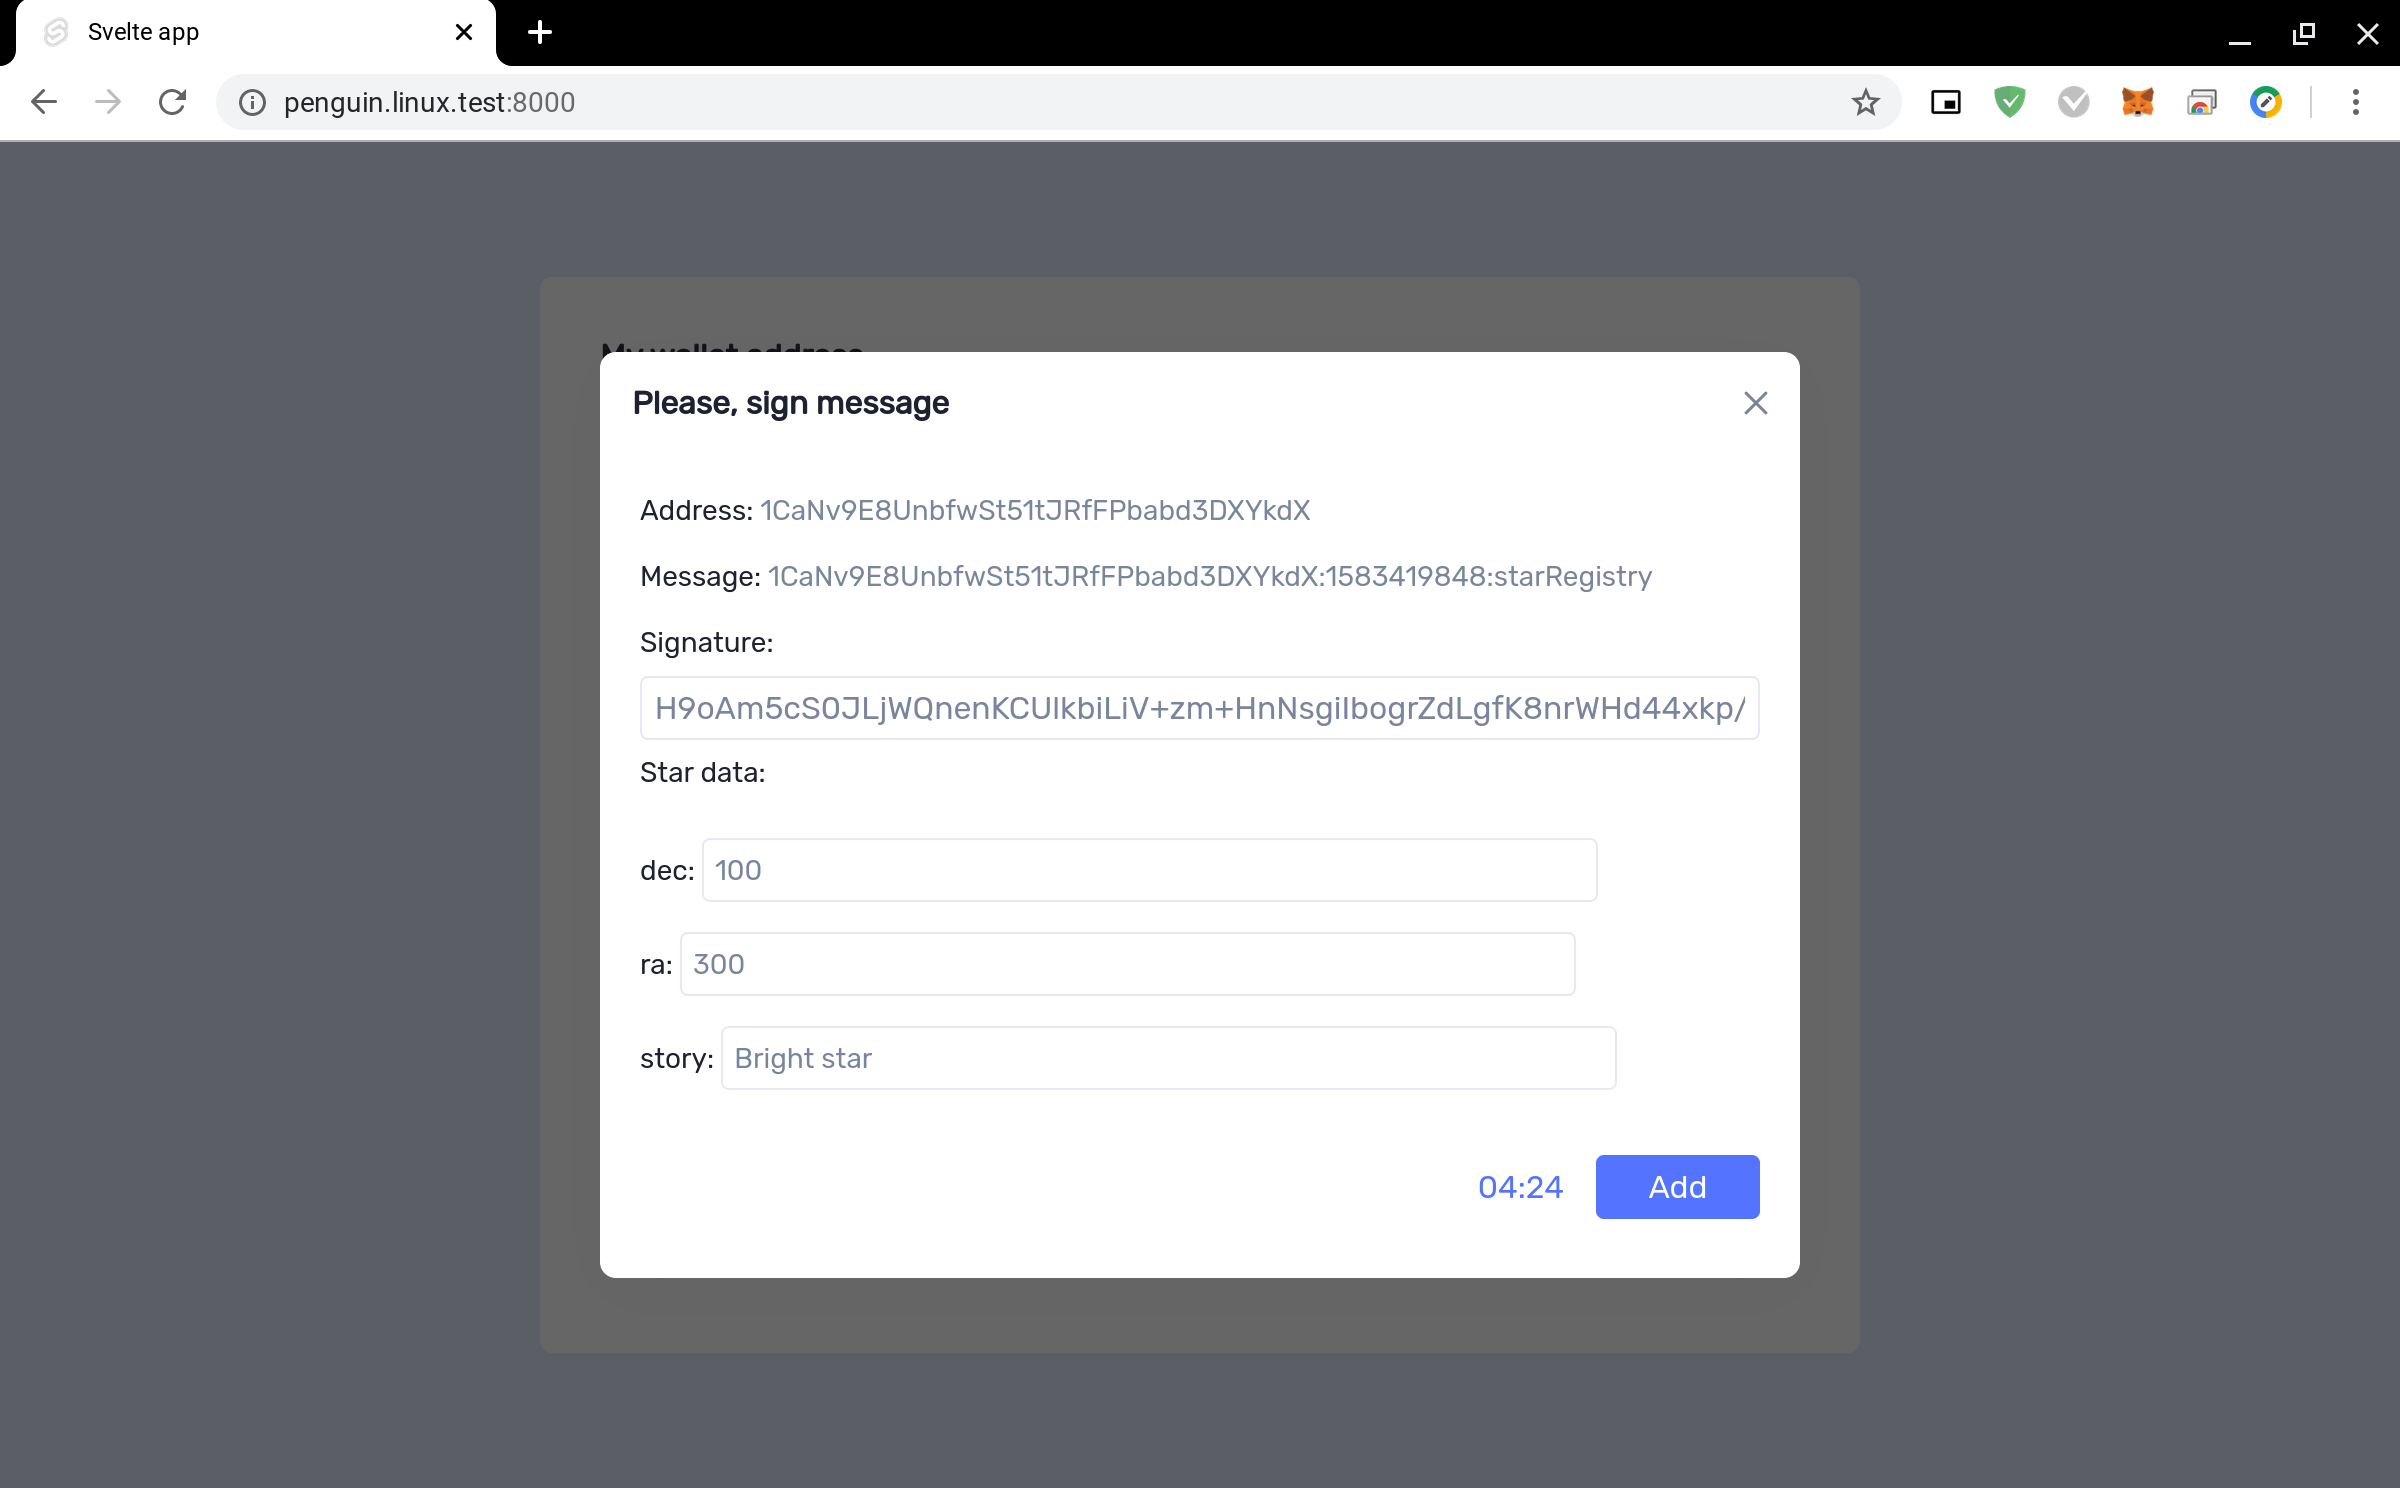 Svelte app
penguin.linux.test:8000
My wallet address
Please, sign message
Address: 1CaNv9E8UnbfwSt51tJRfFPbabd3DXYkdX
Message: 1CaNv9E8UnbfwSt51tJRfFPbabd3DXYkdX:1583419848:starRegistry
Signature:
H9oAm5cS0JLjWQnenKCUlkbiLiV+zm+HnNsgilbogrZdLgfK8nrWHd44xkp/
Star data:
dec: 100
ra: 300
story: Bright star
04:24 Add